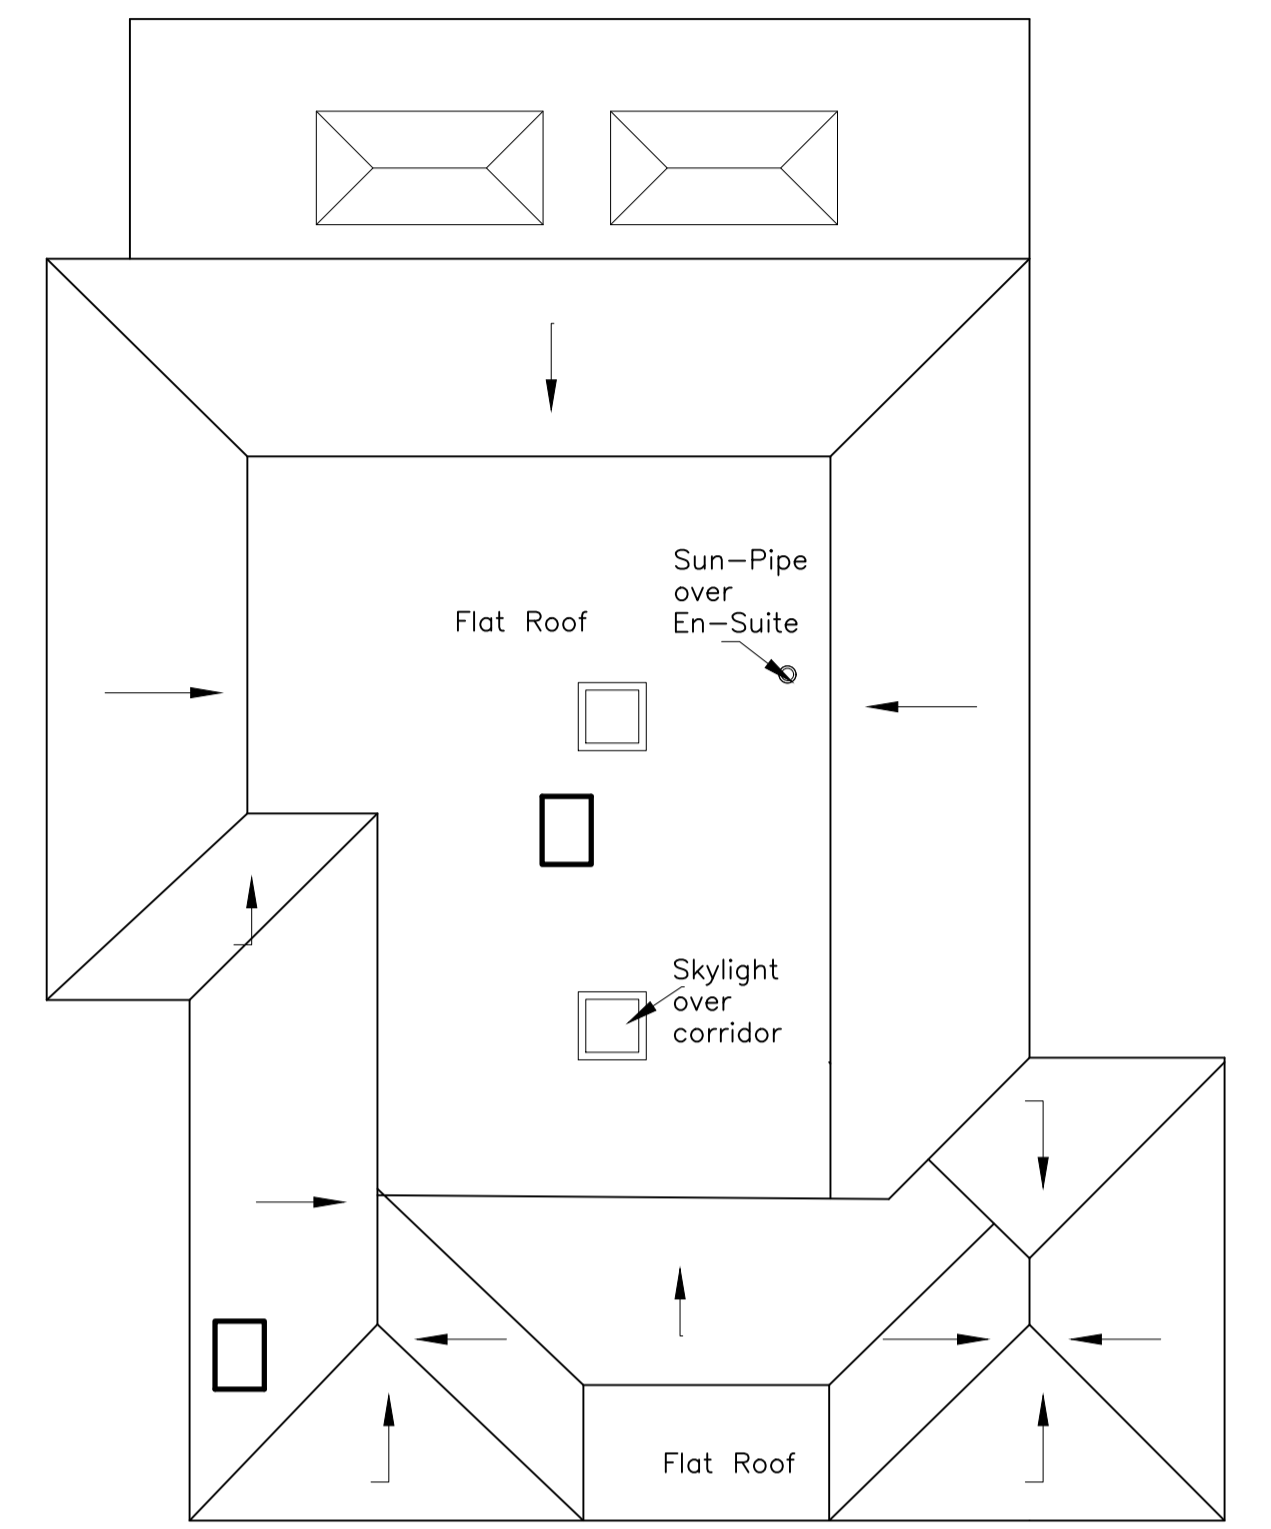 Sun-Pipe
over
En-Suite
Flat Roof
Skylight
over
corridor
Flat Roof